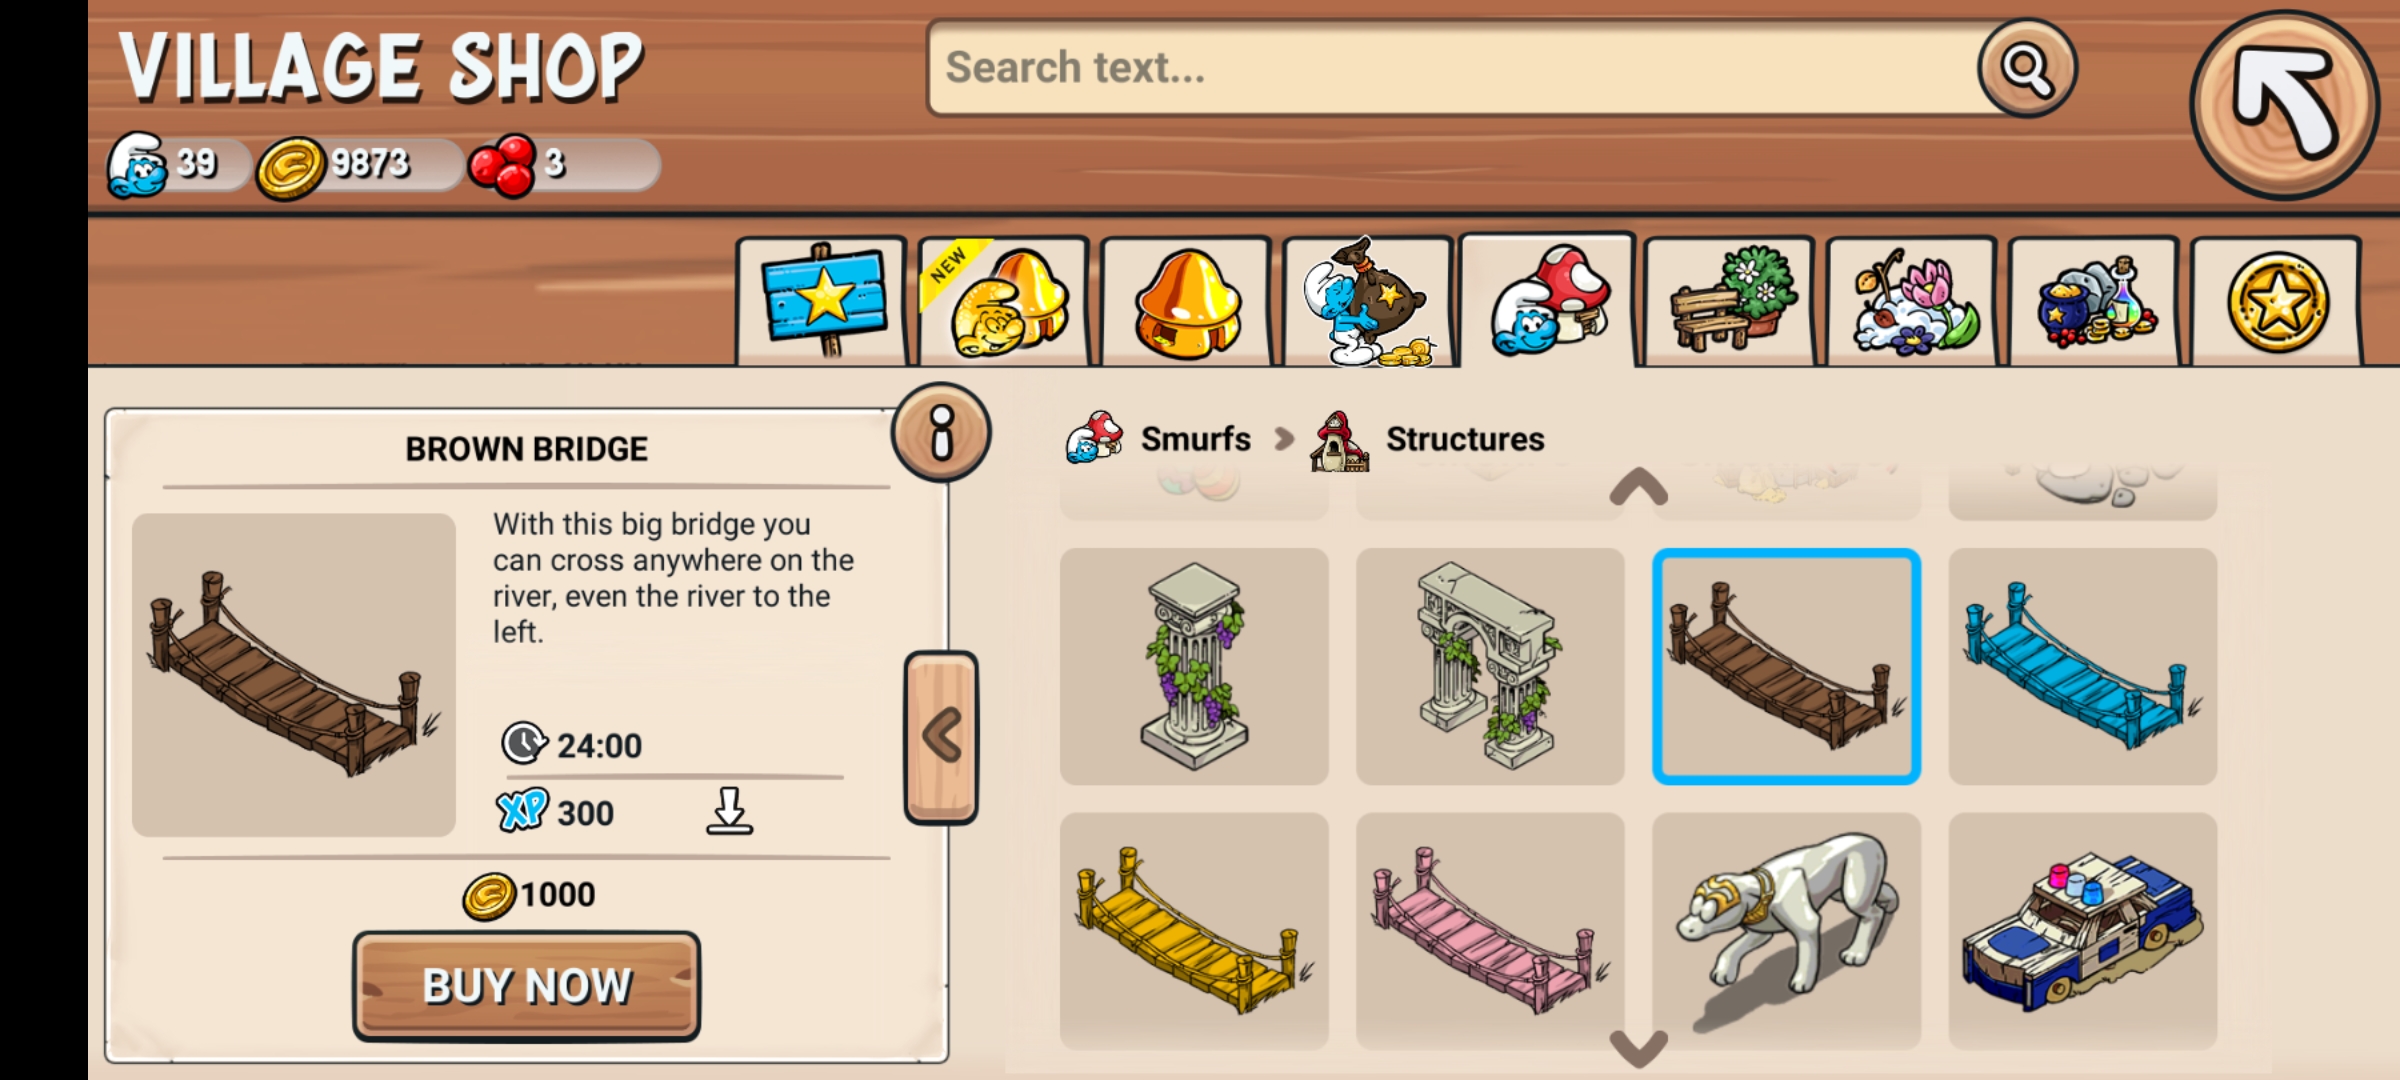 VILLAGE SHOP
Search text...
39
9873
3
NEW
Smurfs
Structures
BROWN BRIDGE
With this big bridge you
can cross anywhere on the
river, even the river to the
left.
24:00
XP 300
1000
BUY NOW